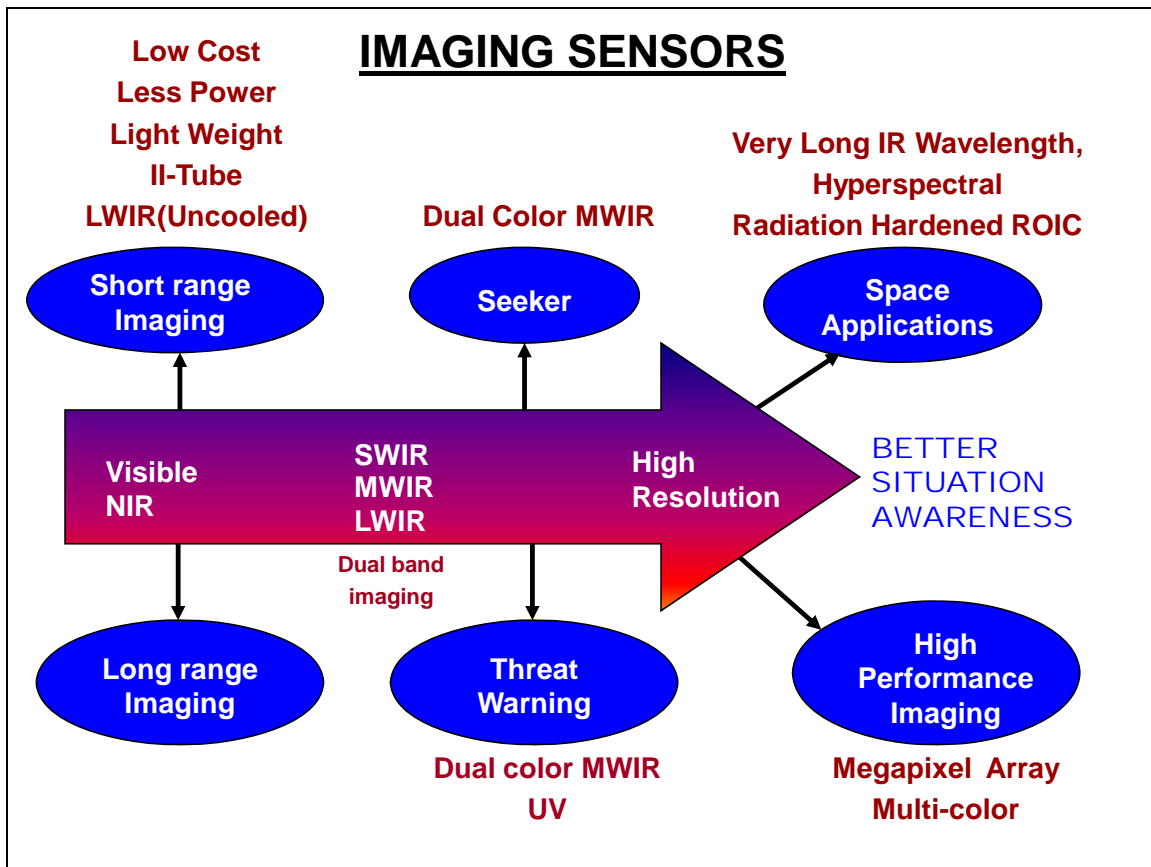 IMAGING SENSORS
Low Cost
Less Power
Light Weight
II-Tube
LWIR(Uncooled)
Dual Color MWIR
Very Long IR Wavelength,
Hyperspectral
Radiation Hardened ROIC
Short range
Imaging
Seeker
Space
Applications
Visible
NIR
SWIR
MWIR
LWIR
High
Resolution
BETTER
SITUATION
AWARENESS
Dual band
imaging
Long range
Imaging
Threat
Warning
High
Performance
Imaging
Dual color MWIR
UV
Megapixel Array
Multi-color